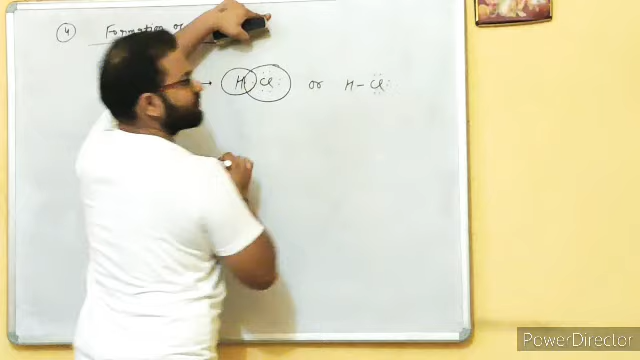 4 Formation of
→ H :Cl: or H - Cl:
PowerDirector